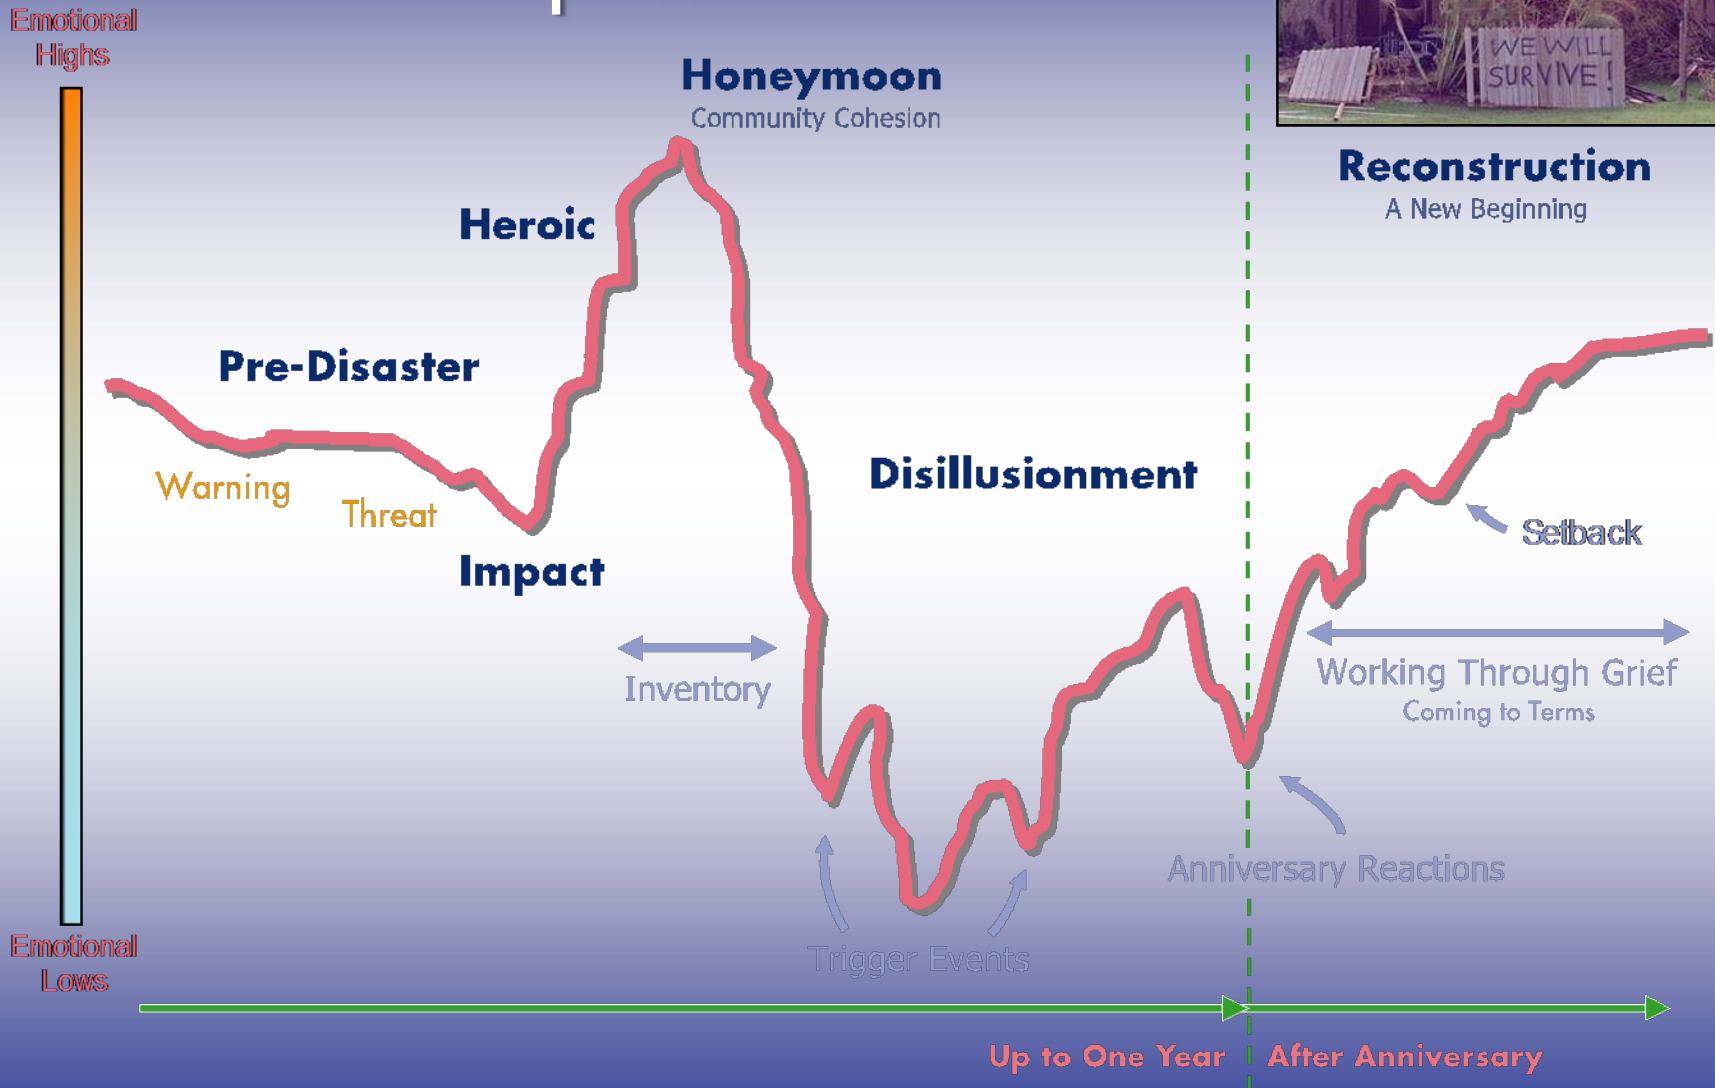 Emotional
Highs
Honeymoon
Community Cohesion
WE WILL
SURVIVE!
Reconstruction
A New Beginning
Heroic
Pre-Disaster
Warning
Threat
Disillusionment
Setback
Impact
Inventory
Working Through Grief
Coming to Terms
Anniversary Reactions
Trigger Events
Emotional
Lows
Up to One Year
After Anniversary